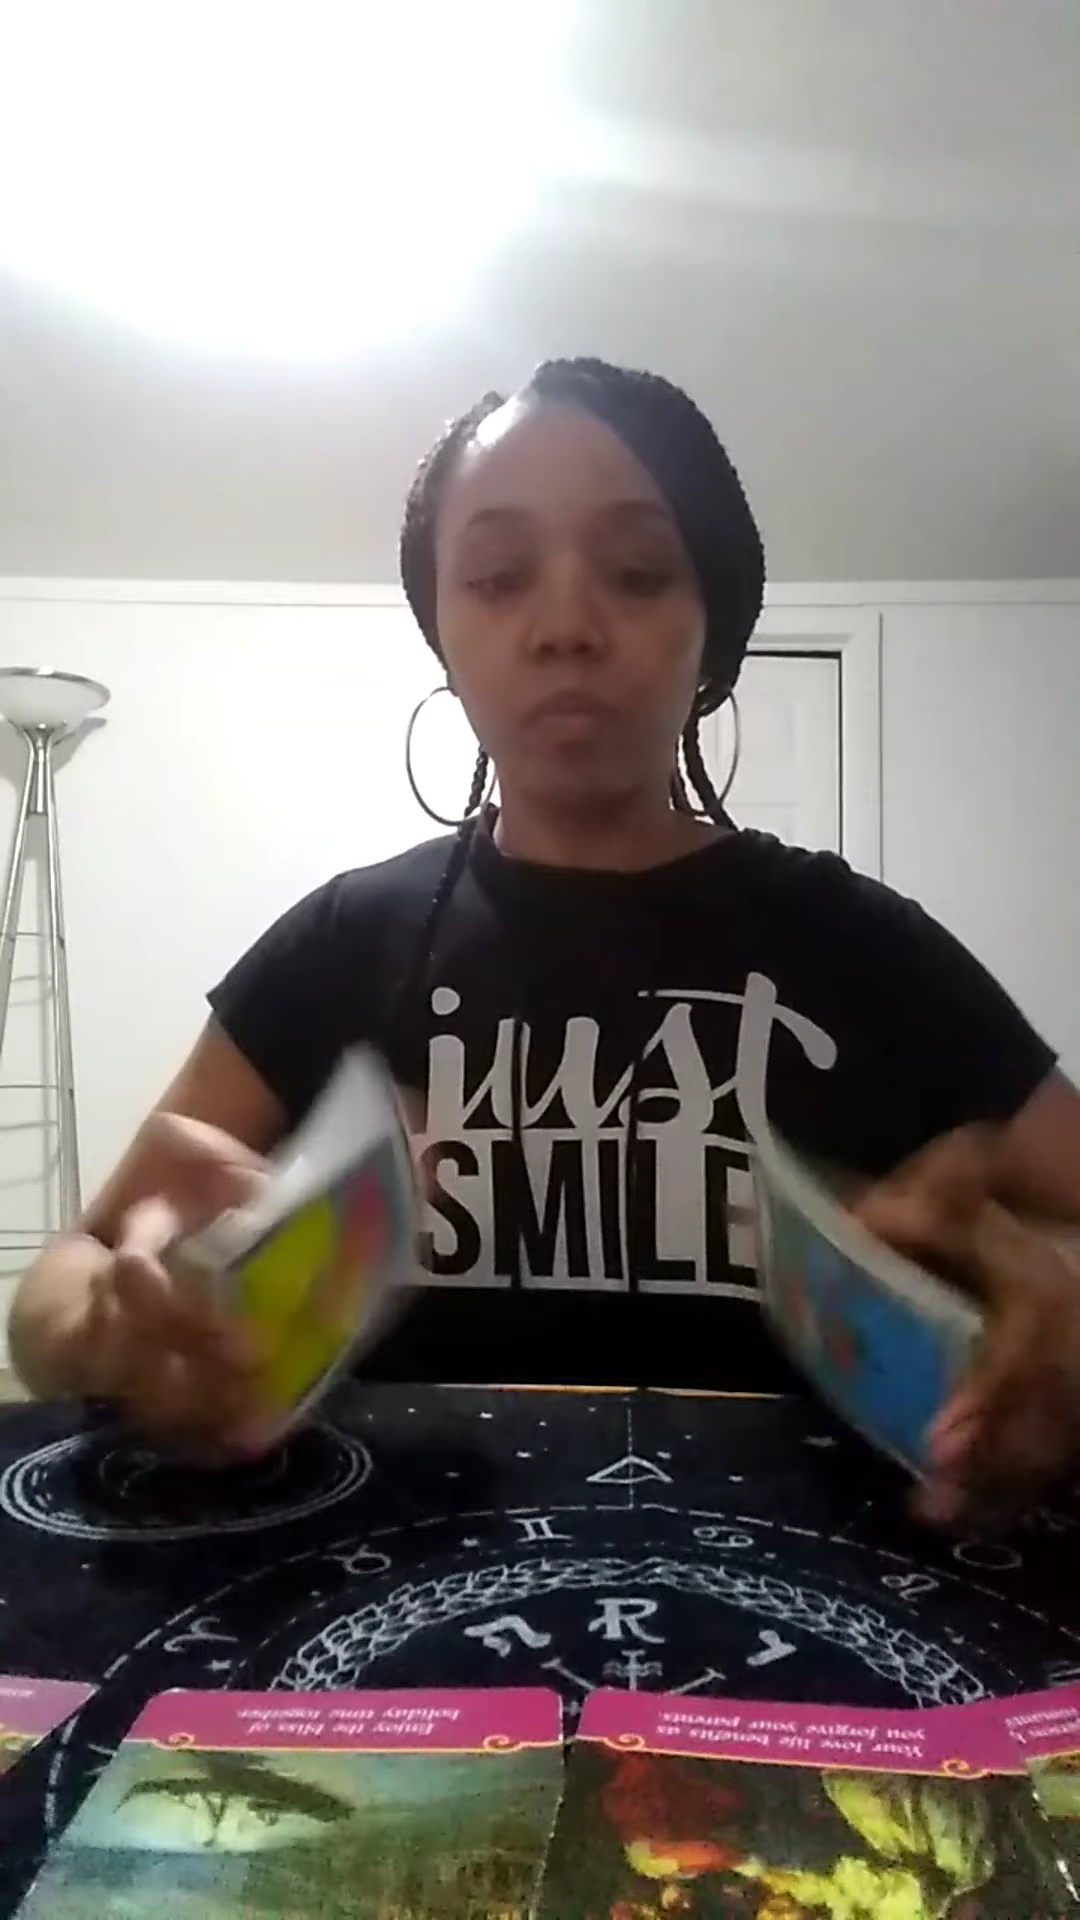 just
SMILE
R
Enjoy the bliss of
holiday time together.
Your love life benefits as
you forgive your parents.